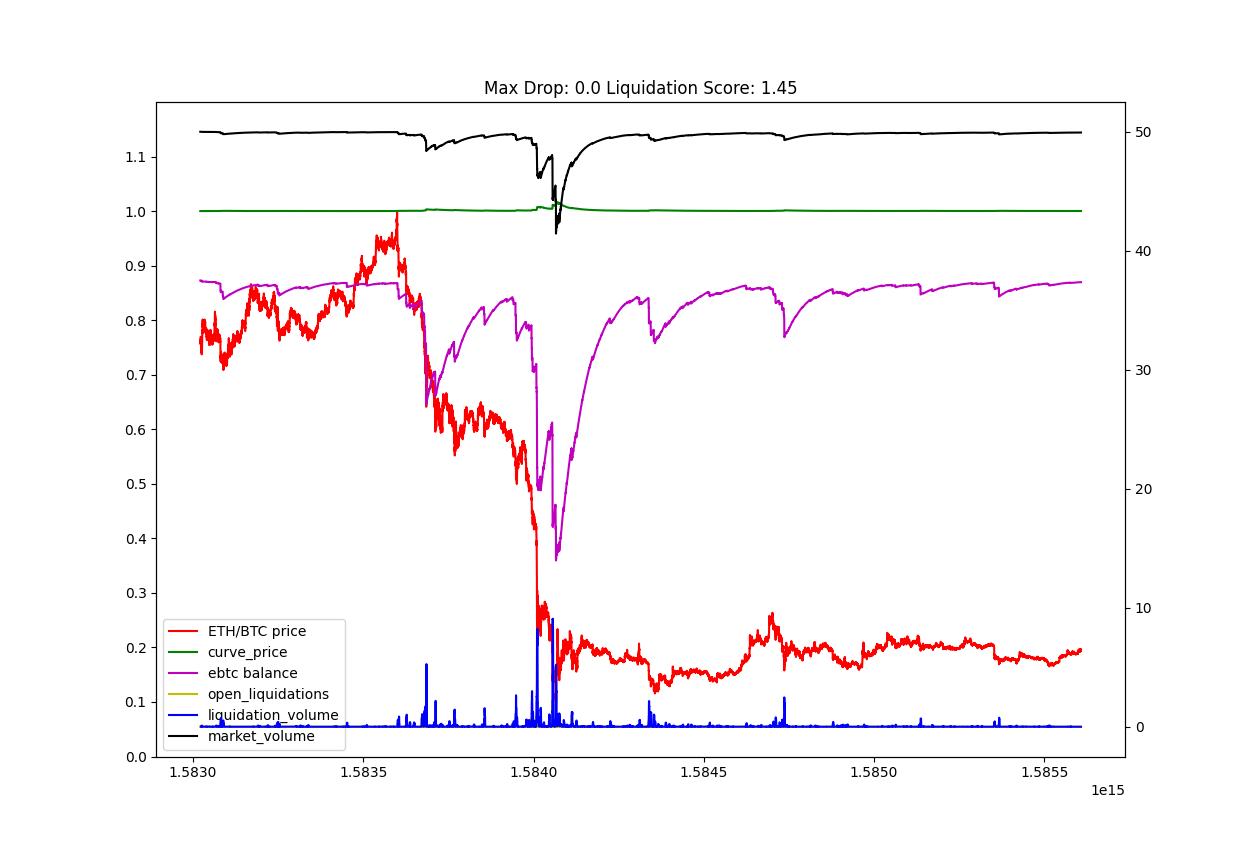 Max Drop: 0.0 Liquidation Score: 1.45
1.1
1.0
0.9
0.8
0.7
0.6
0.5
0.4
0.3
0.2
0.1
0.0
50
40
30
20
10
0
ETH/BTC price
curve_price
ebtc balance
open_liquidations
liquidation_volume
market_volume
1.5830 1.5835 1.5840 1.5845 1.5850 1.5855
1e15